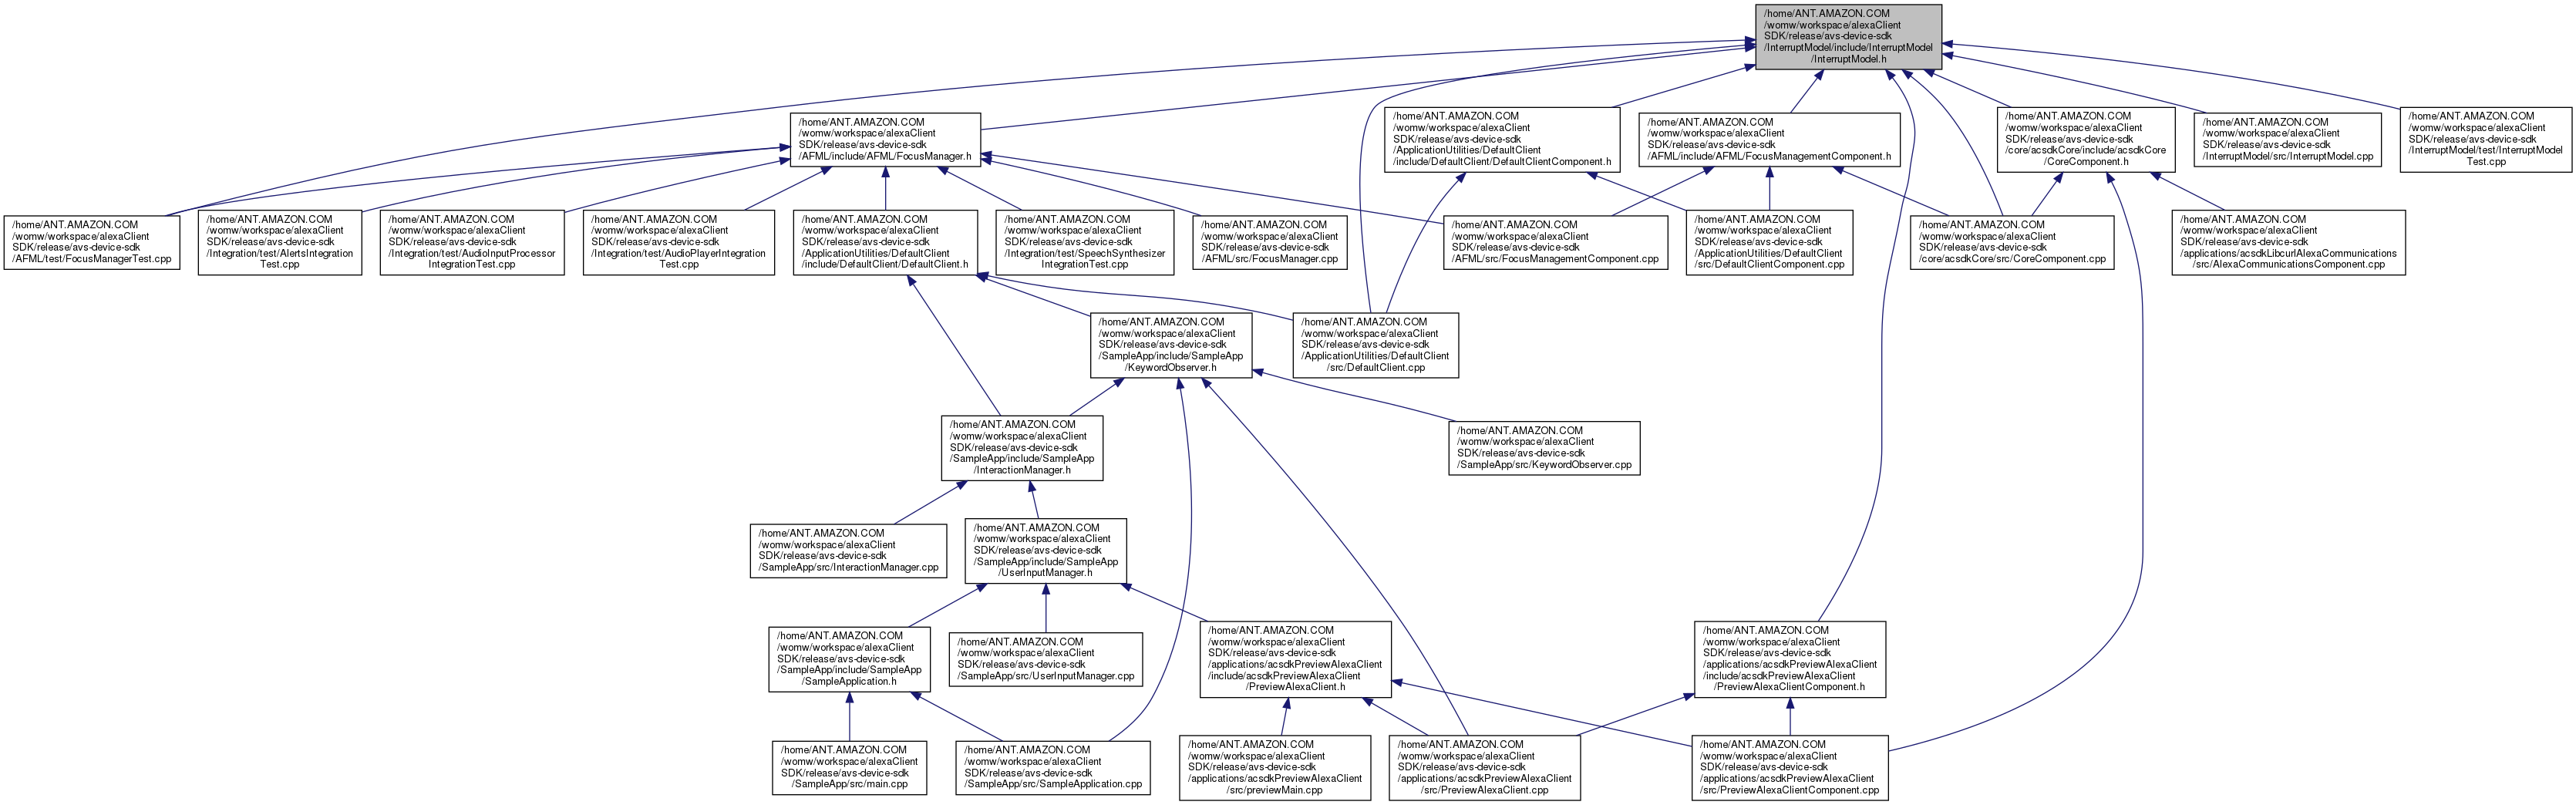 /home/ANT.AMAZON.COM
/womw/workspace/alexaClient
SDK/release/avs-device-sdk
/InterruptModel/include/InterruptModel
/InterruptModel.h
/home/ANT.AMAZON.COM
/womw/workspace/alexaClient
SDK/release/avs-device-sdk
/AFML/include/AFML/FocusManager.h
/home/ANT.AMAZON.COM
/womw/workspace/alexaClient
SDK/release/avs-device-sdk
/ApplicationUtilities/DefaultClient
/include/DefaultClient/DefaultClientComponent.h
/home/ANT.AMAZON.COM
/womw/workspace/alexaClient
SDK/release/avs-device-sdk
/AFML/include/AFML/FocusManagementComponent.h
/home/ANT.AMAZON.COM
/womw/workspace/alexaClient
SDK/release/avs-device-sdk
/core/acsdkCore/include/acsdkCore
/CoreComponent.h
/home/ANT.AMAZON.COM
/womw/workspace/alexaClient
SDK/release/avs-device-sdk
/InterruptModel/src/InterruptModel.cpp
/home/ANT.AMAZON.COM
/womw/workspace/alexaClient
SDK/release/avs-device-sdk
/InterruptModel/test/InterruptModel
Test.cpp
/home/ANT.AMAZON.COM
/womw/workspace/alexaClient
SDK/release/avs-device-sdk
/AFML/test/FocusManagerTest.cpp
/home/ANT.AMAZON.COM
/womw/workspace/alexaClient
SDK/release/avs-device-sdk
/Integration/test/AlertsIntegration
Test.cpp
/home/ANT.AMAZON.COM
/womw/workspace/alexaClient
SDK/release/avs-device-sdk
/Integration/test/AudioInputProcessor
IntegrationTest.cpp
/home/ANT.AMAZON.COM
/womw/workspace/alexaClient
SDK/release/avs-device-sdk
/Integration/test/AudioPlayerIntegration
Test.cpp
/home/ANT.AMAZON.COM
/womw/workspace/alexaClient
SDK/release/avs-device-sdk
/ApplicationUtilities/DefaultClient
/include/DefaultClient/DefaultClient.h
/home/ANT.AMAZON.COM
/womw/workspace/alexaClient
SDK/release/avs-device-sdk
/Integration/test/SpeechSynthesizer
IntegrationTest.cpp
/home/ANT.AMAZON.COM
/womw/workspace/alexaClient
SDK/release/avs-device-sdk
/AFML/src/FocusManager.cpp
/home/ANT.AMAZON.COM
/womw/workspace/alexaClient
SDK/release/avs-device-sdk
/AFML/src/FocusManagementComponent.cpp
/home/ANT.AMAZON.COM
/womw/workspace/alexaClient
SDK/release/avs-device-sdk
/ApplicationUtilities/DefaultClient
/src/DefaultClientComponent.cpp
/home/ANT.AMAZON.COM
/womw/workspace/alexaClient
SDK/release/avs-device-sdk
/core/acsdkCore/src/CoreComponent.cpp
/home/ANT.AMAZON.COM
/womw/workspace/alexaClient
SDK/release/avs-device-sdk
/applications/acsdkLibcurlAlexaCommunications
/src/AlexaCommunicationsComponent.cpp
/home/ANT.AMAZON.COM
/womw/workspace/alexaClient
SDK/release/avs-device-sdk
/SampleApp/include/SampleApp
/KeywordObserver.h
/home/ANT.AMAZON.COM
/womw/workspace/alexaClient
SDK/release/avs-device-sdk
/ApplicationUtilities/DefaultClient
/src/DefaultClient.cpp
/home/ANT.AMAZON.COM
/womw/workspace/alexaClient
SDK/release/avs-device-sdk
/SampleApp/include/SampleApp
/InteractionManager.h
/home/ANT.AMAZON.COM
/womw/workspace/alexaClient
SDK/release/avs-device-sdk
/SampleApp/src/KeywordObserver.cpp
/home/ANT.AMAZON.COM
/womw/workspace/alexaClient
SDK/release/avs-device-sdk
/SampleApp/src/InteractionManager.cpp
/home/ANT.AMAZON.COM
/womw/workspace/alexaClient
SDK/release/avs-device-sdk
/SampleApp/include/SampleApp
/UserInputManager.h
/home/ANT.AMAZON.COM
/womw/workspace/alexaClient
SDK/release/avs-device-sdk
/SampleApp/include/SampleApp
/SampleApplication.h
/home/ANT.AMAZON.COM
/womw/workspace/alexaClient
SDK/release/avs-device-sdk
/SampleApp/src/UserInputManager.cpp
/home/ANT.AMAZON.COM
/womw/workspace/alexaClient
SDK/release/avs-device-sdk
/applications/acsdkPreviewAlexaClient
/include/acsdkPreviewAlexaClient
/PreviewAlexaClient.h
/home/ANT.AMAZON.COM
/womw/workspace/alexaClient
SDK/release/avs-device-sdk
/applications/acsdkPreviewAlexaClient
/include/acsdkPreviewAlexaClient
/PreviewAlexaClientComponent.h
/home/ANT.AMAZON.COM
/womw/workspace/alexaClient
SDK/release/avs-device-sdk
/SampleApp/src/main.cpp
/home/ANT.AMAZON.COM
/womw/workspace/alexaClient
SDK/release/avs-device-sdk
/SampleApp/src/SampleApplication.cpp
/home/ANT.AMAZON.COM
/womw/workspace/alexaClient
SDK/release/avs-device-sdk
/applications/acsdkPreviewAlexaClient
/src/previewMain.cpp
/home/ANT.AMAZON.COM
/womw/workspace/alexaClient
SDK/release/avs-device-sdk
/applications/acsdkPreviewAlexaClient
/src/PreviewAlexaClient.cpp
/home/ANT.AMAZON.COM
/womw/workspace/alexaClient
SDK/release/avs-device-sdk
/applications/acsdkPreviewAlexaClient
/src/PreviewAlexaClientComponent.cpp